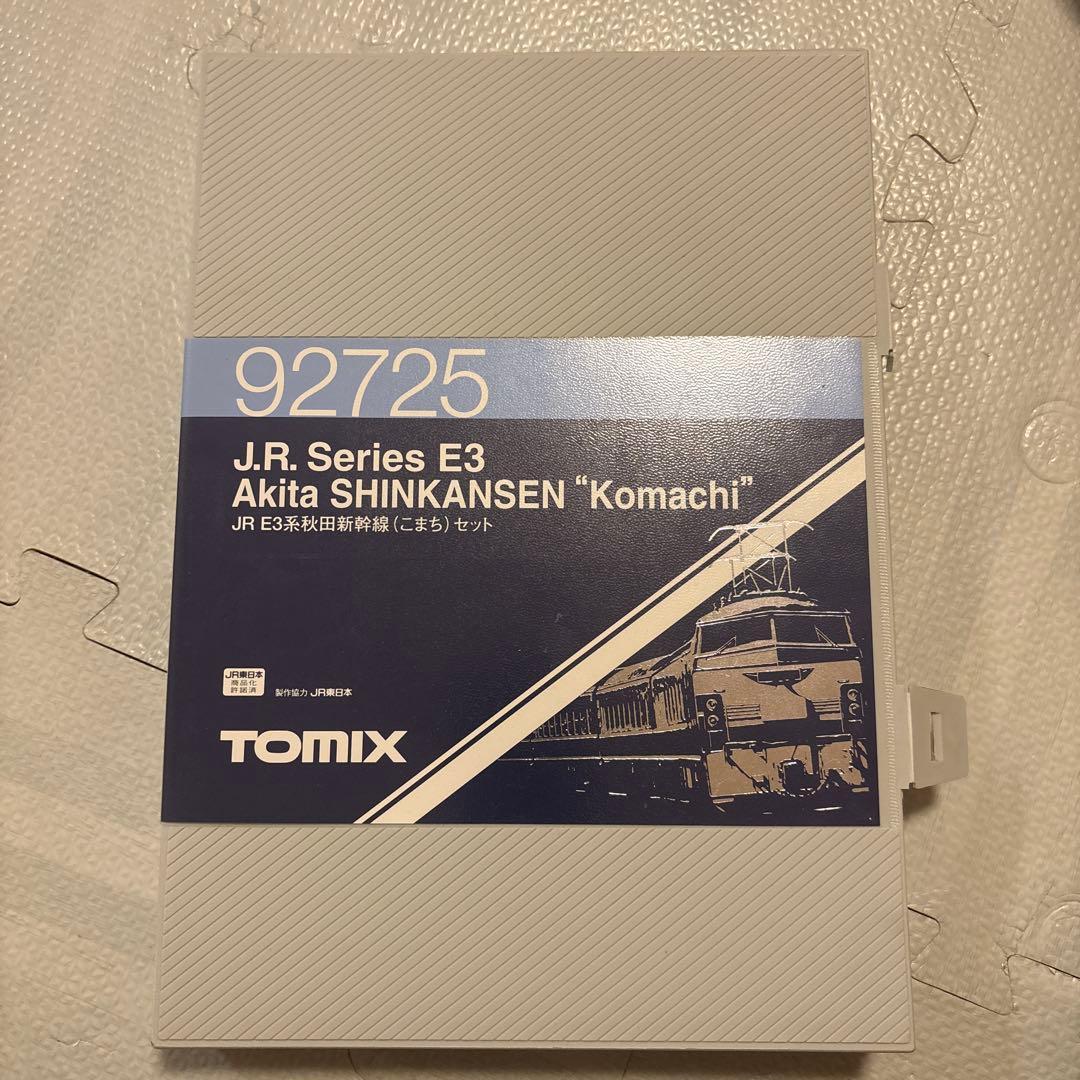 92725
J.R. Series E3
Akita SHINKANSEN “Komachi”
JR E3系秋田新幹線(こまち)セット
JR東日本
商品化
許諾済
製作協力 JR東日本
TOMIX